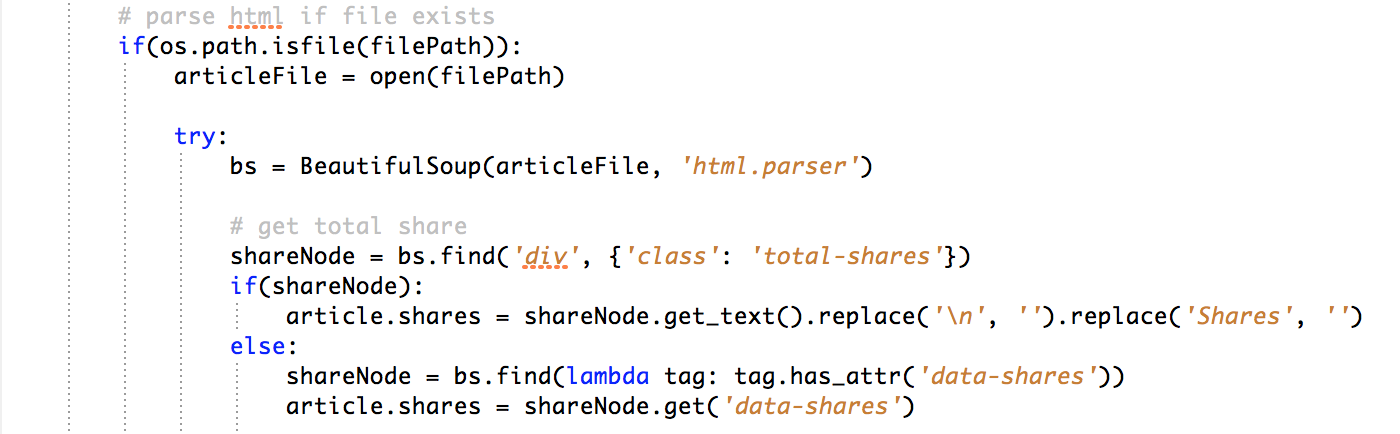 # parse html if file exists
if(os.path.isfile(filePath)):
articleFile = open(filePath)
try:
bs = BeautifulSoup(articleFile, 'html.parser')
# get total share
shareNode = bs.find('div', {'class': 'total-shares'})
if(shareNode):
article.shares = shareNode.get_text().replace('\n', '').replace('Shares', '')
else:
shareNode = bs.find(lambda tag: tag.has_attr('data-shares'))
article.shares = shareNode.get('data-shares')